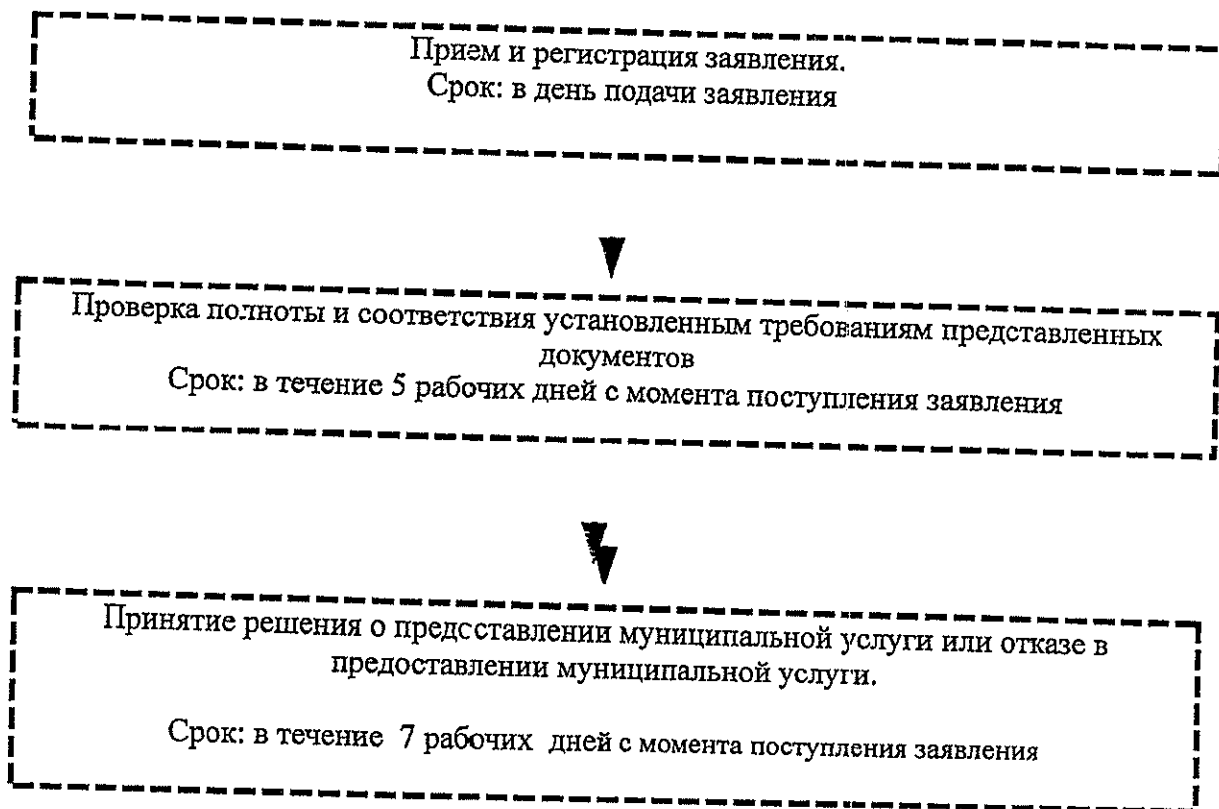 Прием и регистрация заявления.
Срок: в день подачи заявления
Проверка полноты и соответствия установленным требованиям представленных
документов
Срок: в течение 5 рабочих дней с момента поступления заявления
Принятие решения о предоставлении муниципальной услуги или отказе в
предоставлении муниципальной услуги.
Срок: в течение 7 рабочих дней с момента поступления заявления